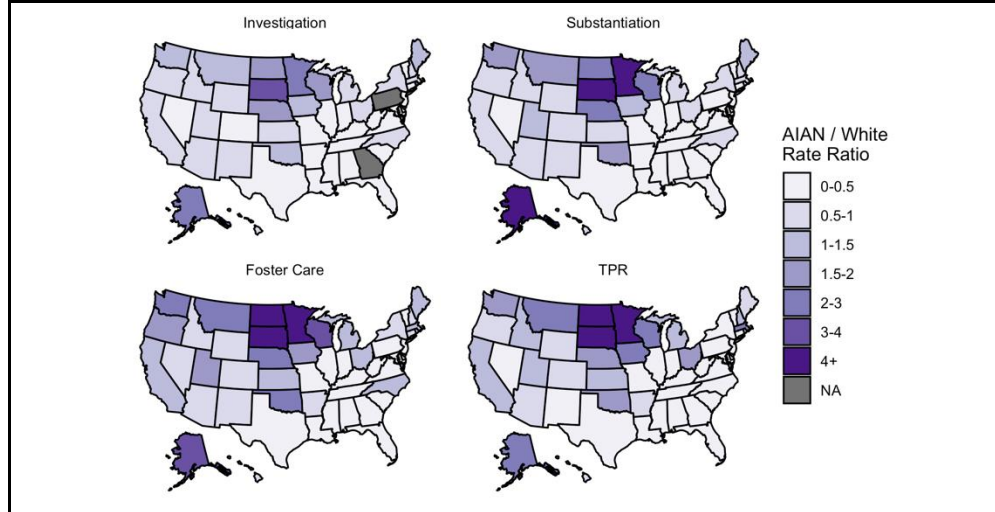 Investigation
Substantiation
Foster Care
TPR
AIAN / White
Rate Ratio
0-0.5
0.5-1
1-1.5
1.5-2
2-3
3-4
4+
NA